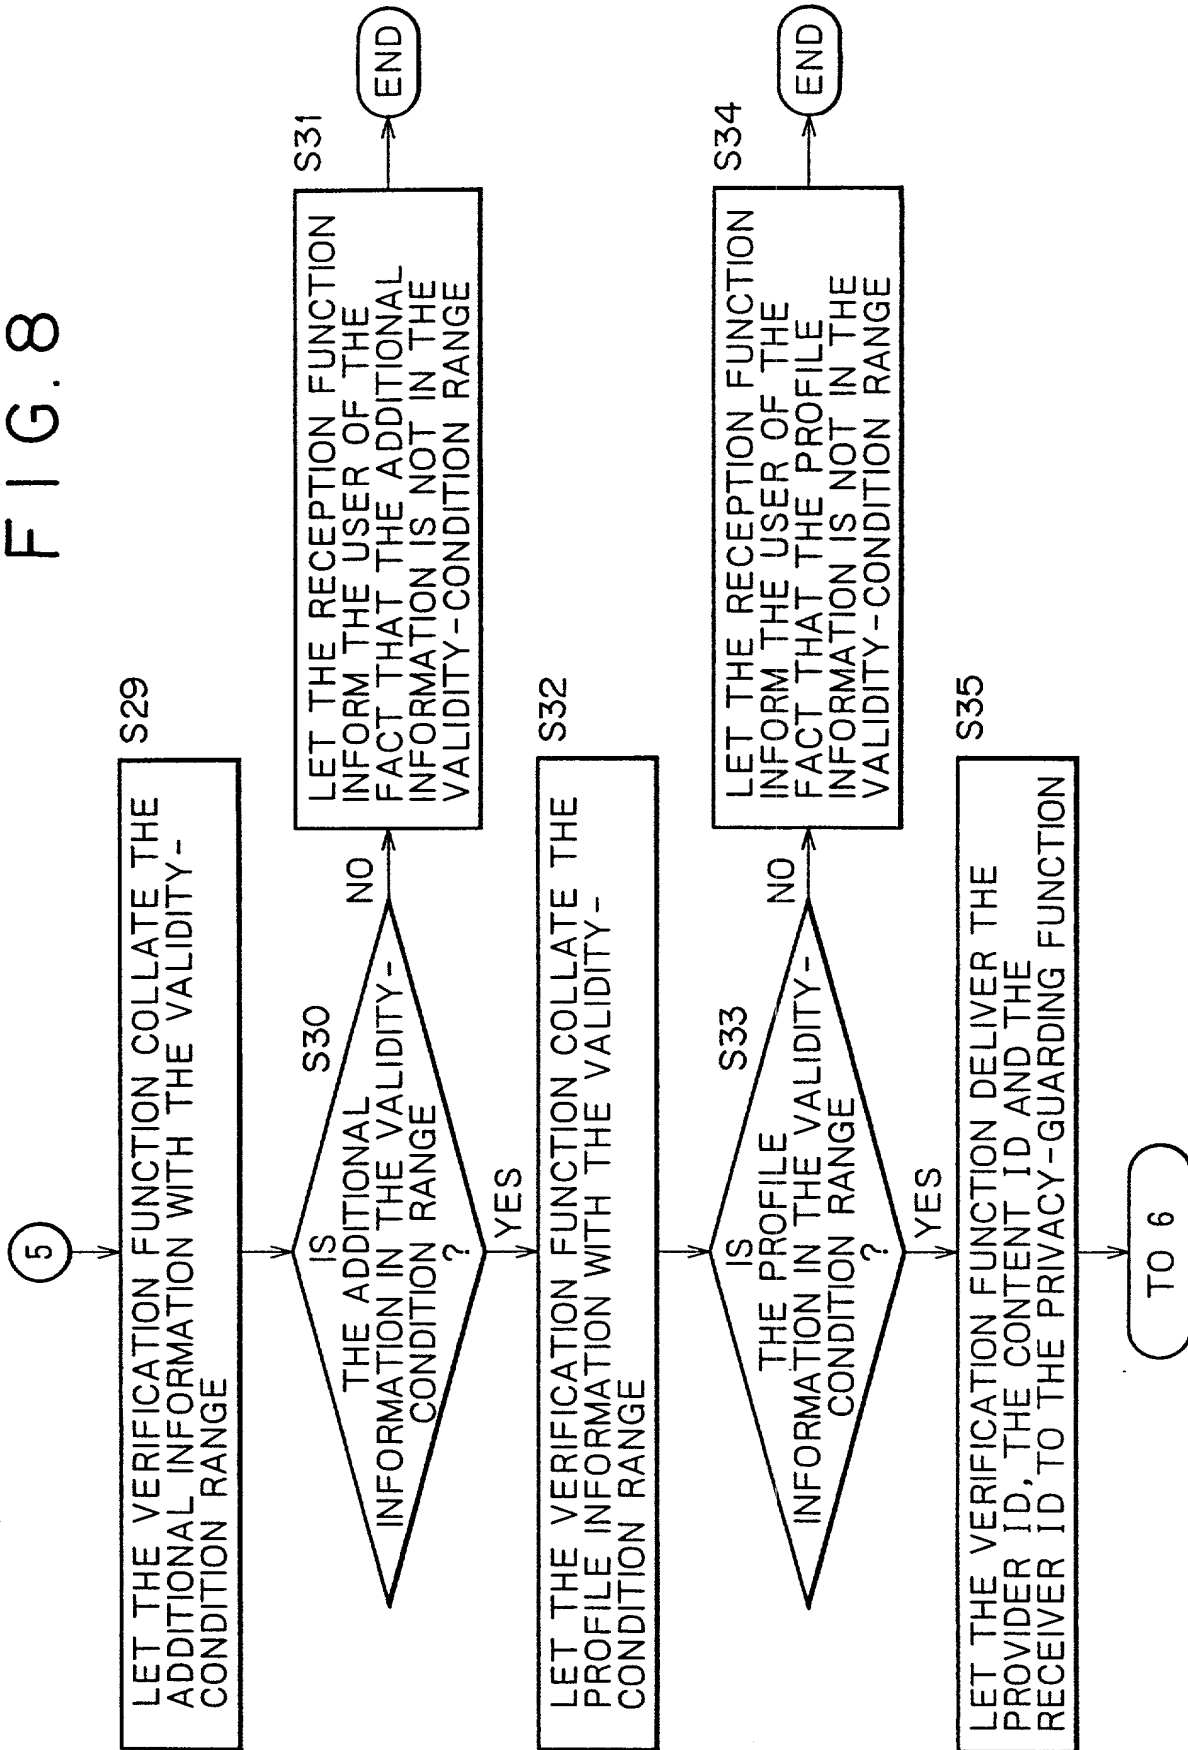 FIG.8
5
S29
LET THE VERIFICATION FUNCTION COLLATE THE
ADDITIONAL INFORMATION WITH THE VALIDITY-
CONDITION RANGE
S30
IS
THE ADDITIONAL
INFORMATION IN THE VALIDITY-
CONDITION RANGE
?
NO
S31
LET THE RECEPTION FUNCTION
INFORM THE USER OF THE
FACT THAT THE ADDITIONAL
INFORMATION IS NOT IN THE
VALIDITY-CONDITION RANGE
END
YES
S32
LET THE VERIFICATION FUNCTION COLLATE THE
PROFILE INFORMATION WITH THE VALIDITY-
CONDITION RANGE
S33
IS
THE PROFILE
INFORMATION IN THE VALIDITY-
CONDITION RANGE
?
NO
S34
LET THE RECEPTION FUNCTION
INFORM THE USER OF THE
FACT THAT THE PROFILE
INFORMATION IS NOT IN THE
VALIDITY-CONDITION RANGE
END
YES
S35
LET THE VERIFICATION FUNCTION DELIVER THE
PROVIDER ID, THE CONTENT ID AND THE
RECEIVER ID TO THE PRIVACY-GUARDING FUNCTION
TO 6